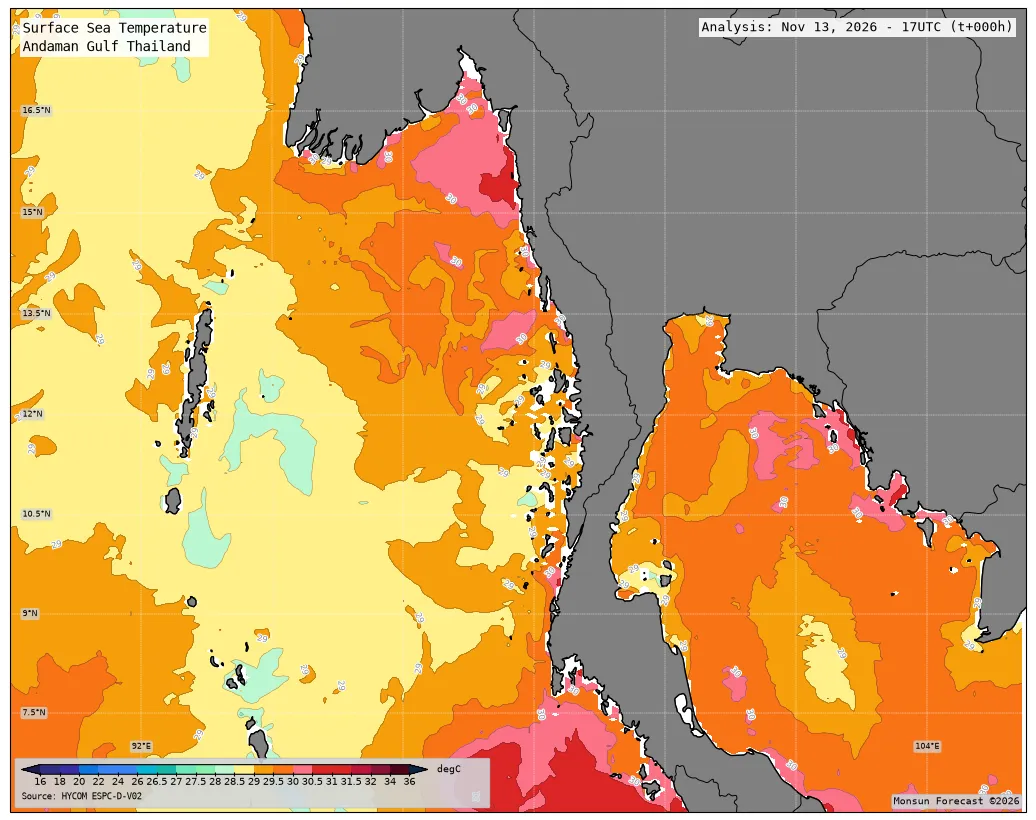 Surface Sea Temperature
Andaman Gulf Thailand
Analysis: Nov 13, 2026 - 17UTC (t+000h)
16.5°N
15°N
13.5°N
12°N
10.5°N
9°N
7.5°N
92°E
104°E
degC
16 18 20 22 24 26 26.5 27 27.5 28 28.5 29 29.5 30 30.5 31 31.5 32 34 36
Source: HYCOM ESPC-D-V02
Monsun Forecast ©2026